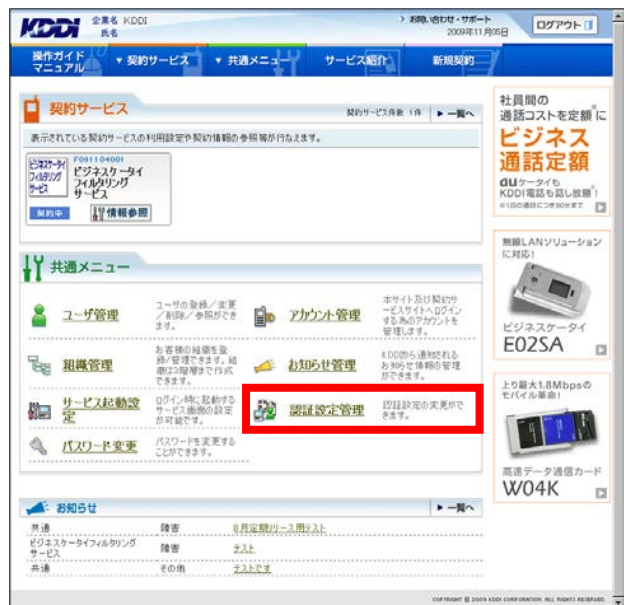 KDDI
企業名 KDDI
氏名
お問い合わせ・サポート
2009年11月05日
ログアウト
操作ガイド
マニュアル
契約サービス
共通メニュー
サービス紹介
新規契約
契約サービス
契約サービス件数 1件
一覧へ
表示されている契約サービスの利用設定や契約情報の参照等が行なえます。
ビジネスケータイ
フィルタリング
サービス
F091104001
ビジネスケータイ
フィルタリング
サービス
契約中
情報参照
共通メニュー
ユーザ管理
ユーザの登録／変更
／削除／参照ができ
ます。
アカウント管理
本サイト及び契約サ
ービスサイトへログイン
する為のアカウントを
管理します。
組織管理
お客様の組織を登
録／管理できます。組
織は3階層まで作成
できます。
お知らせ管理
KDDIから通知される
お知らせ情報の管理
ができます。
サービス起動設
定
ログイン時に起動する
サービス画面の設定
が可能です。
認証設定管理
認証設定の変更がで
きます。
パスワード変更
パスワードを変更する
ことができます。
お知らせ
一覧へ
共通 障害 8月定期リリース用テスト
ビジネスケータイフィルタリング
サービス
障害 テスト
共通 その他 テストです
社員間の
通話コストを定額に
ビジネス
通話定額
auケータイも
KDDI電話も話し放題！
※1回の通話につき90分まで
無線LANソリューション
に対応！
ビジネスケータイ
E02SA
上り最大1.8Mbpsの
モバイル革命！
高速データ通信カード
W04K
COPYRIGHT © 2009 KDDI CORPORATION. ALL RIGHTS RESERVED.